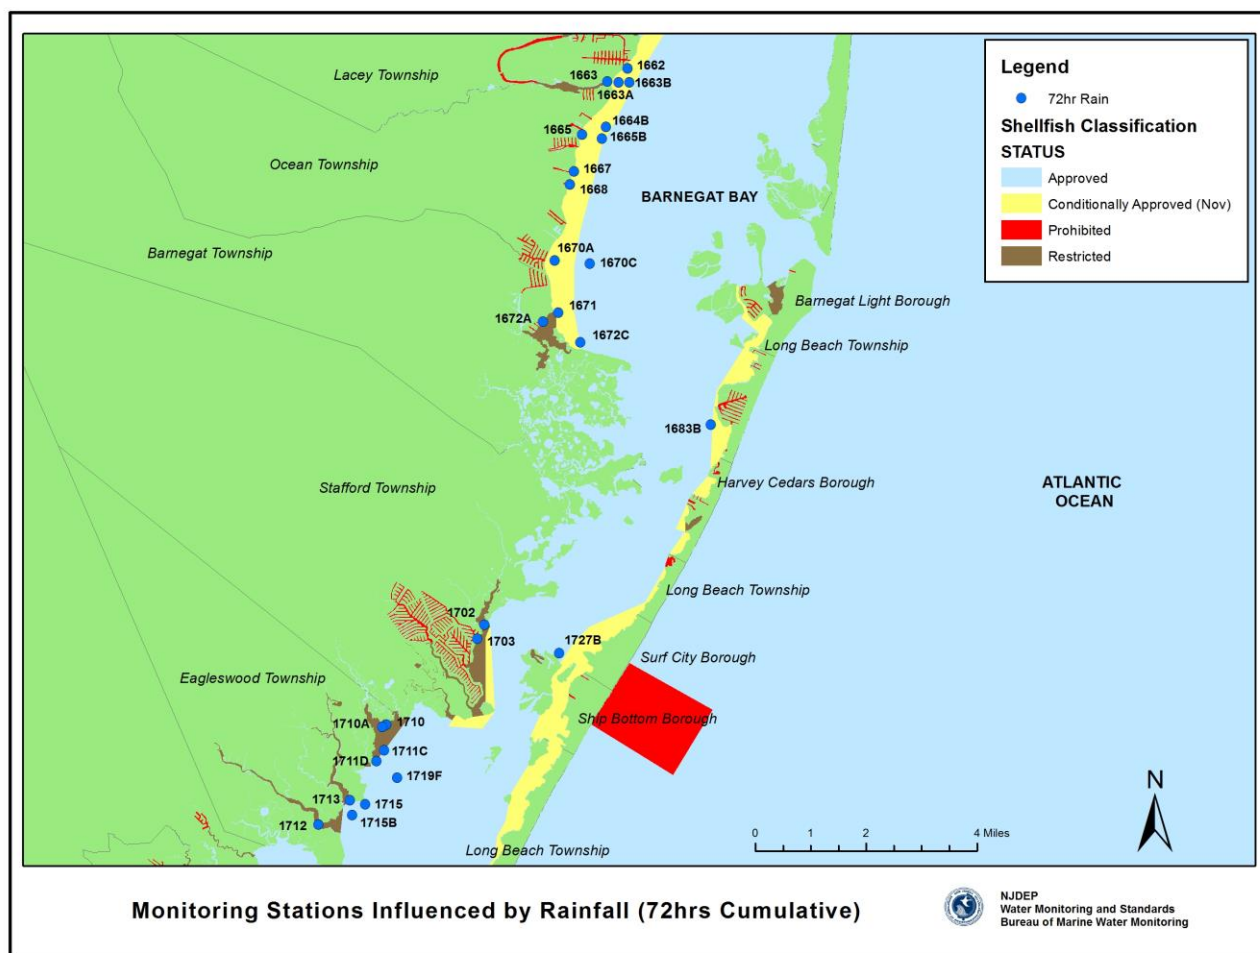 Lacey Township
1662
1663
1663B
1663A
1664B
1665
1665B
Ocean Township
1667
1668
BARNEGAT BAY
Barnegat Township
1670A
1670C
1671
1672A
1672C
Barnegat Light Borough
Long Beach Township
1683B
Stafford Township
Harvey Cedars Borough
ATLANTIC
OCEAN
Long Beach Township
1702
1703
1727B
Surf City Borough
Eagleswood Township
Ship Bottom Borough
1710A
1710
1711C
1711D
1719F
1713
1715
1715B
1712
Long Beach Township
Legend
72hr Rain
Shellfish Classification
STATUS
Approved
Conditionally Approved (Nov)
Prohibited
Restricted
N
0 1 2 4 Miles
Monitoring Stations Influenced by Rainfall (72hrs Cumulative)
NJDEP
Water Monitoring and Standards
Bureau of Marine Water Monitoring